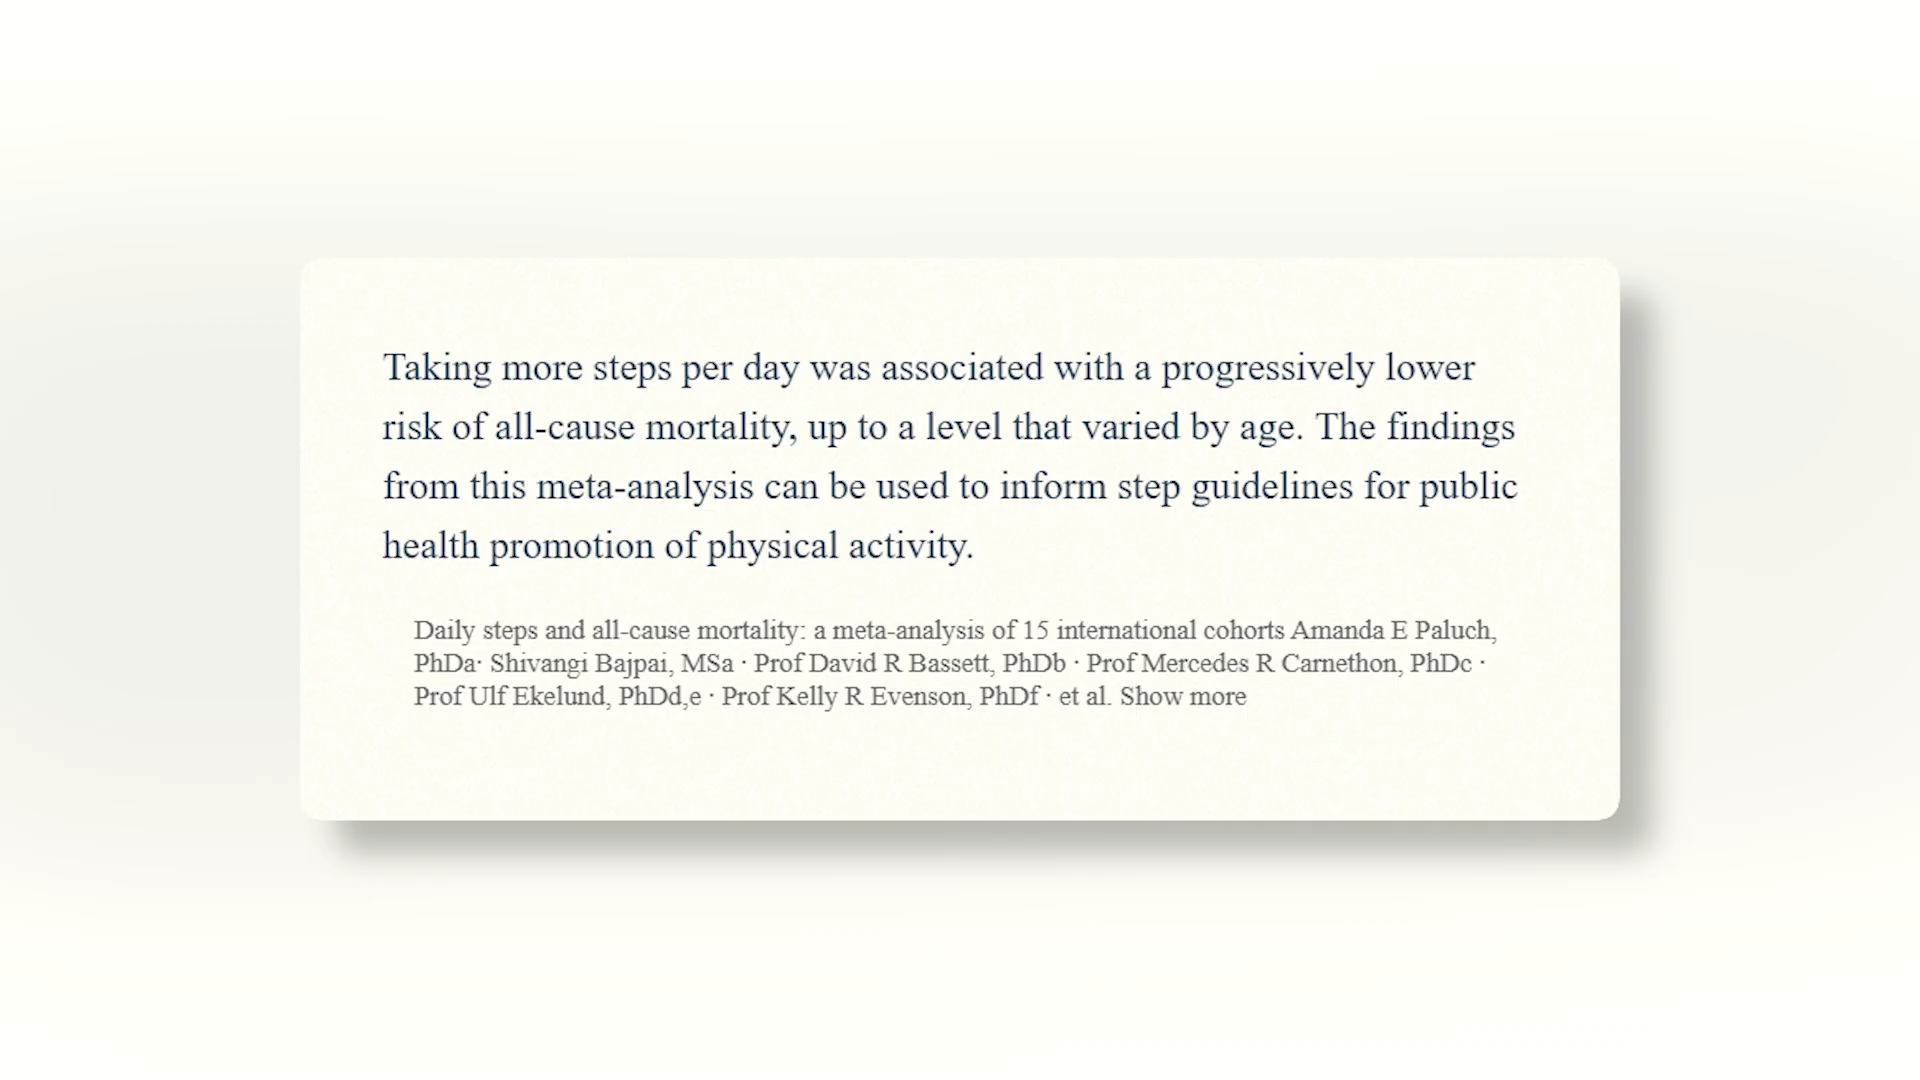 Taking more steps per day was associated with a progressively lower
risk of all-cause mortality, up to a level that varied by age. The findings
from this meta-analysis can be used to inform step guidelines for public
health promotion of physical activity.
Daily steps and all-cause mortality: a meta-analysis of 15 international cohorts Amanda E Paluch,
PhDa· Shivangi Bajpai, MSa · Prof David R Bassett, PhDb · Prof Mercedes R Carnethon, PhDc ·
Prof Ulf Ekelund, PhDd,e · Prof Kelly R Evenson, PhDf · et al. Show more